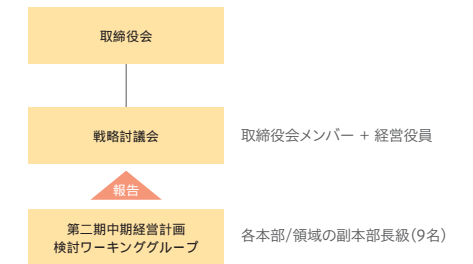 取締役会
戦略討議会
取締役会メンバー + 経営役員
報告
第二期中期経営計画
検討ワーキンググループ
各本部/領域の副本部長級(9名)